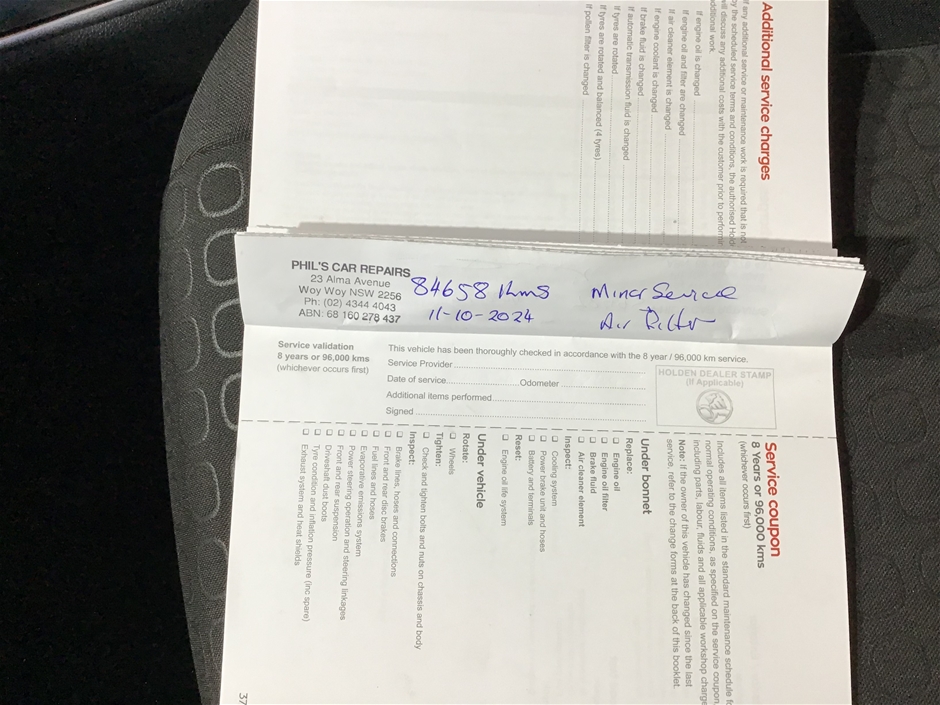 Additional service charges
If any additional service or maintenance work is required that is not
by the scheduled service terms and conditions, the authorised Hold
will discuss any additional costs with the customer prior to performin
additional work.
If engine oil is changed
If engine oil and filter are changed
If air cleaner element is changed
If engine coolant is changed
If brake fluid is changed
If automatic transmission fluid is changed
If tyres are rotated
If tyres are rotated and balanced (4 tyres)
If pollen filter is changed
PHIL'S CAR REPAIRS
23 Alma Avenue
Woy Woy NSW 2256
Ph: (02) 4344 4043
ABN: 68 160 278 437
84658 kms
11-10-2024
Minor Service
Air Filter
Service validation
8 years or 96,000 kms
(whichever occurs first)
This vehicle has been thoroughly checked in accordance with the 8 year / 96,000 km service.
Service Provider
Date of service Odometer
Additional items performed
Signed
HOLDEN DEALER STAMP
(If Applicable)
Service coupon
8 Years or 96,000 kms
(whichever occurs first)
Includes all items listed in the standard maintenance schedule fo
normal operating conditions, as specified on the service coupon,
including parts, labour, fluids and all applicable workshop charge
Note: If the owner of this vehicle has changed since the last
service, refer to the change forms at the back of this booklet.
Under bonnet
Replace:
Engine oil
Engine oil filter
Brake fluid
Air cleaner element
Inspect:
Cooling system
Power brake unit and hoses
Battery and terminals
Reset:
Engine oil life system
Under vehicle
Rotate:
Wheels
Tighten:
Check and tighten bolts and nuts on chassis and body
Inspect:
Brake lines, hoses and connections
Front and rear disc brakes
Fuel lines and hoses
Evaporative emissions system
Power steering operation and steering linkages
Front and rear suspension
Driveshaft dust boots
Tyre condition and inflation pressure (inc spare)
Exhaust system and heat shields
37